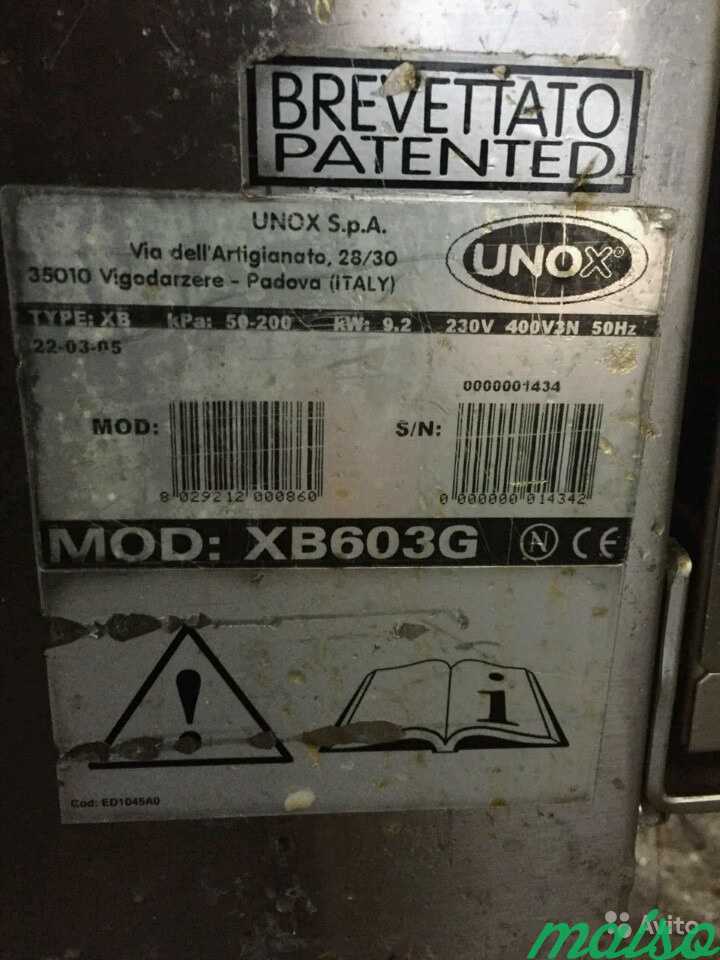 BREVETTATO
PATENTED
UNOX S.p.A.
Via dell'Artigianato, 28/30
35010 Vigodarzere - Padova (ITALY)
UNOX®
TYPE: XB kPa: 50-200 kW: 9.2 230V 400V3N 50Hz
22-03-05
0000001434
MOD:
S/N:
8 029212 000860
0 000000 014342
MOD: XB603G N CE
! i
Cod: ED1045A0
Avito
malso